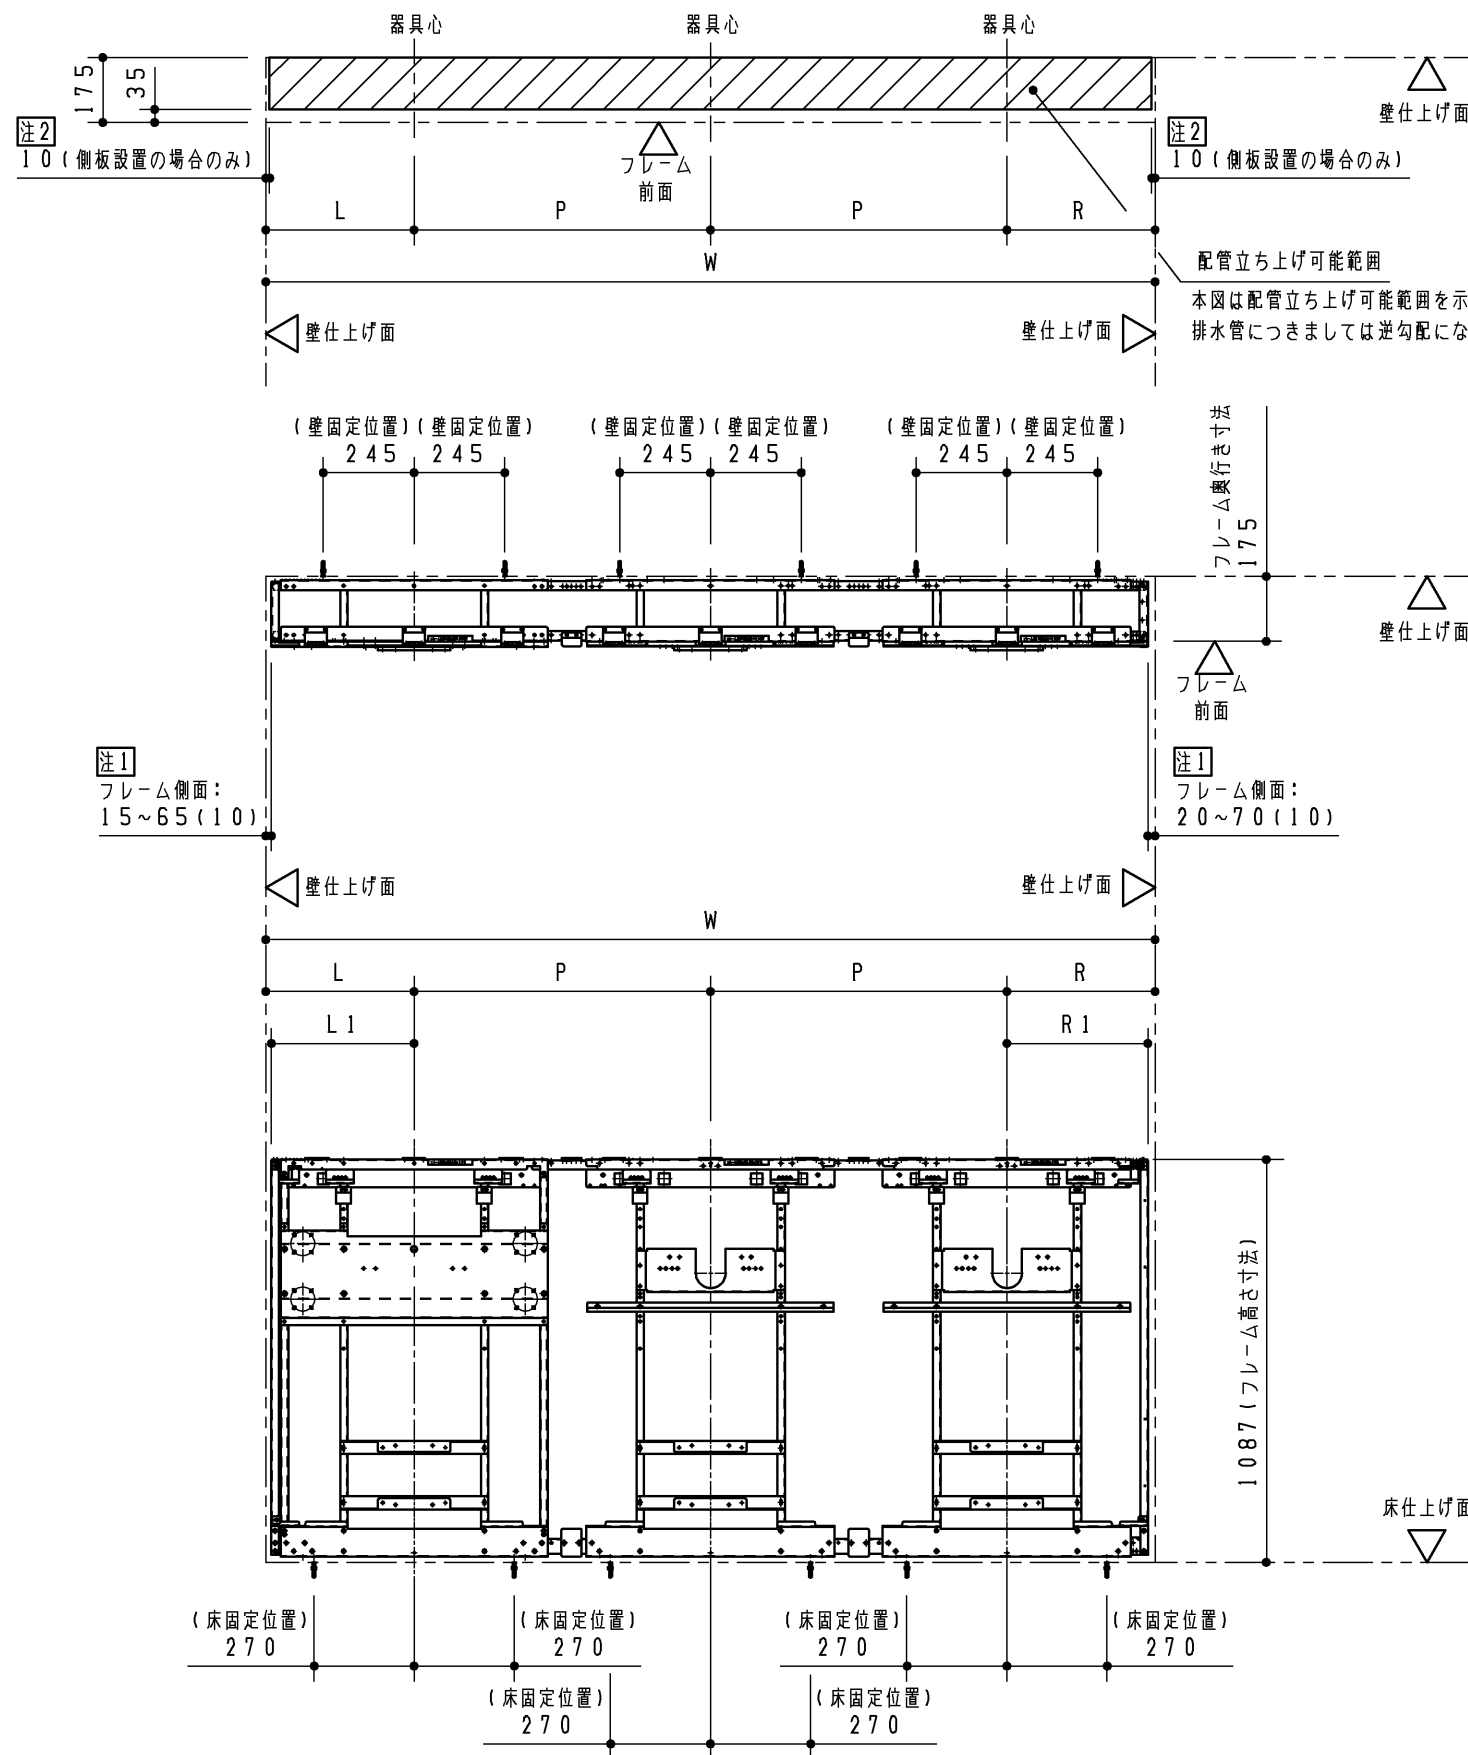 器具心
器具心
器具心
175
35
壁仕上げ面
注2
10(側板設置の場合のみ)
フレーム
前面
注2
10(側板設置の場合のみ)
L
P
P
R
W
配管立ち上げ可能範囲
本図は配管立ち上げ可能範囲を示
排水管につきましては逆勾配にな
壁仕上げ面
壁仕上げ面
(壁固定位置)
245
(壁固定位置)
245
(壁固定位置)
245
(壁固定位置)
245
(壁固定位置)
245
(壁固定位置)
245
フレーム奥行き寸法
175
壁仕上げ面
フレーム
前面
注1
フレーム側面:
15~65(10)
注1
フレーム側面:
20~70(10)
壁仕上げ面
壁仕上げ面
W
L
P
P
R
L1
R1
1087(フレーム高さ寸法)
床仕上げ面
(床固定位置)
270
(床固定位置)
270
(床固定位置)
270
(床固定位置)
270
(床固定位置)
270
(床固定位置)
270